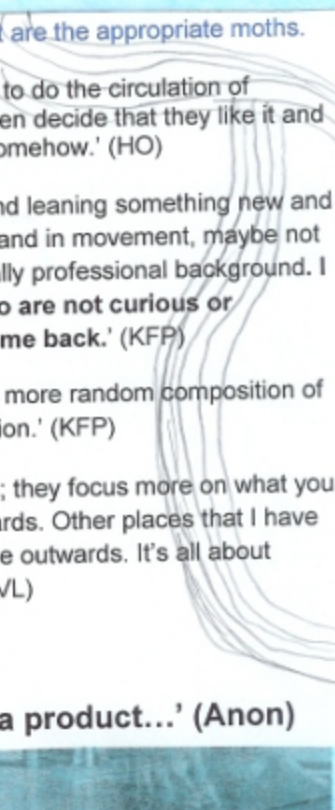 are the appropriate moths.
to do the circulation of
en decide that they like it and
omehow.' (HO)
nd leaning something new and
and in movement, maybe not
lly professional background. I
o are not curious or
me back.' (KFP)
more random composition of
ion.' (KFP)
; they focus more on what you
rds. Other places that I have
e outwards. It's all about
VL)
a product…' (Anon)